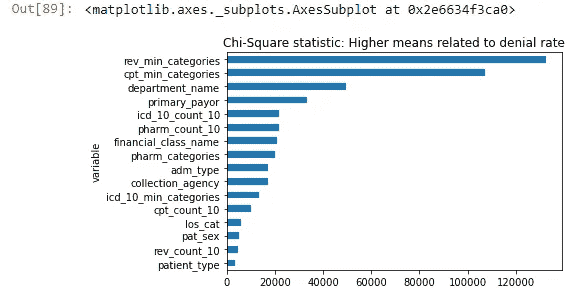 Out[89]: <matplotlib.axes._subplots.AxesSubplot at 0x2e6634f3ca0>
Chi-Square statistic: Higher means related to denial rate
rev_min_categories
cpt_min_categories
department_name
primary_payor
icd_10_count_10
pharm_count_10
financial_class_name
pharm_categories
adm_type
collection_agency
icd_10_min_categories
cpt_count_10
los_cat
pat_sex
rev_count_10
patient_type
variable
0 20000 40000 60000 80000 100000 120000